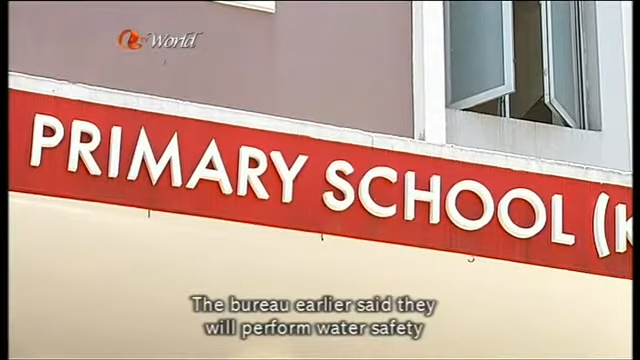 World
PRIMARY SCHOOL (K
The bureau earlier said they
will perform water safety